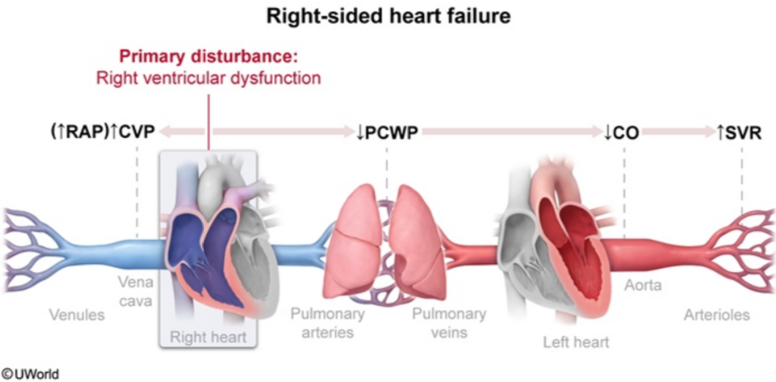 Right-sided heart failure
Primary disturbance:
Right ventricular dysfunction
(↑RAP)↑CVP
↓PCWP
↓CO
↑SVR
Venules
Vena
cava
Right heart
Pulmonary
arteries
Pulmonary
veins
Left heart
Aorta
Arterioles
©UWorld